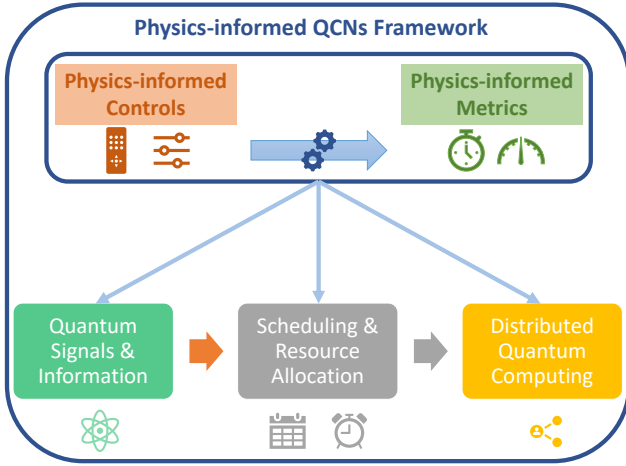 Physics-informed QCNs Framework
Physics-informed
Controls
Physics-informed
Metrics
Quantum
Signals &
Information
Scheduling &
Resource
Allocation
Distributed
Quantum
Computing